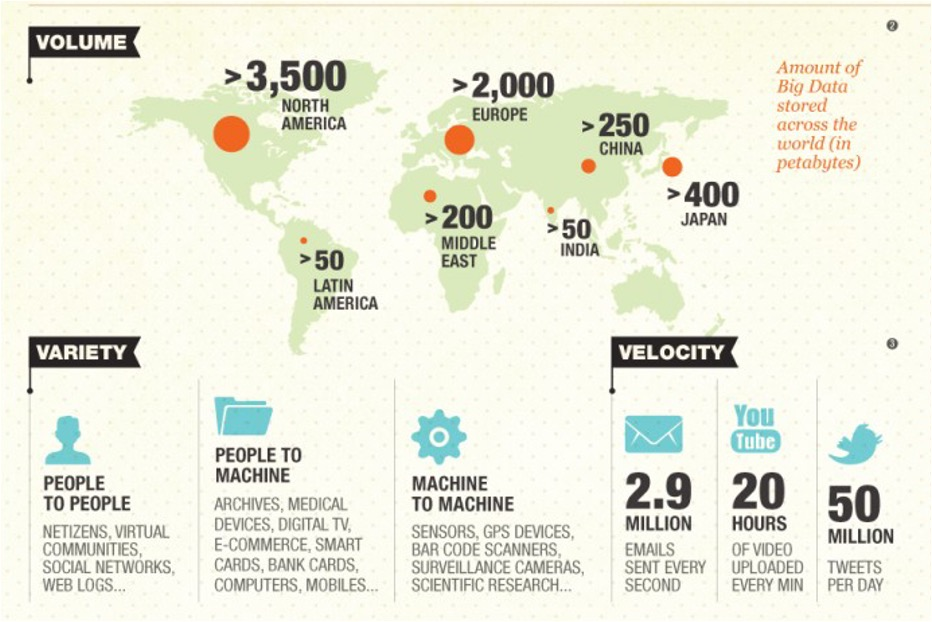 VOLUME
❷
> 3,500
NORTH
AMERICA
> 2,000
EUROPE
> 250
CHINA
> 400
JAPAN
> 200
MIDDLE
EAST
> 50
INDIA
> 50
LATIN
AMERICA
Amount of
Big Data
stored
across the
world (in
petabytes)
VARIETY
PEOPLE
TO PEOPLE
NETIZENS, VIRTUAL
COMMUNITIES,
SOCIAL NETWORKS,
WEB LOGS...
PEOPLE TO
MACHINE
ARCHIVES, MEDICAL
DEVICES, DIGITAL TV,
E-COMMERCE, SMART
CARDS, BANK CARDS,
COMPUTERS, MOBILES...
MACHINE
TO MACHINE
SENSORS, GPS DEVICES,
BAR CODE SCANNERS,
SURVEILLANCE CAMERAS,
SCIENTIFIC RESEARCH...
VELOCITY
❸
2.9
MILLION
EMAILS
SENT EVERY
SECOND
You
Tube
20
HOURS
OF VIDEO
UPLOADED
EVERY MIN
50
MILLION
TWEETS
PER DAY